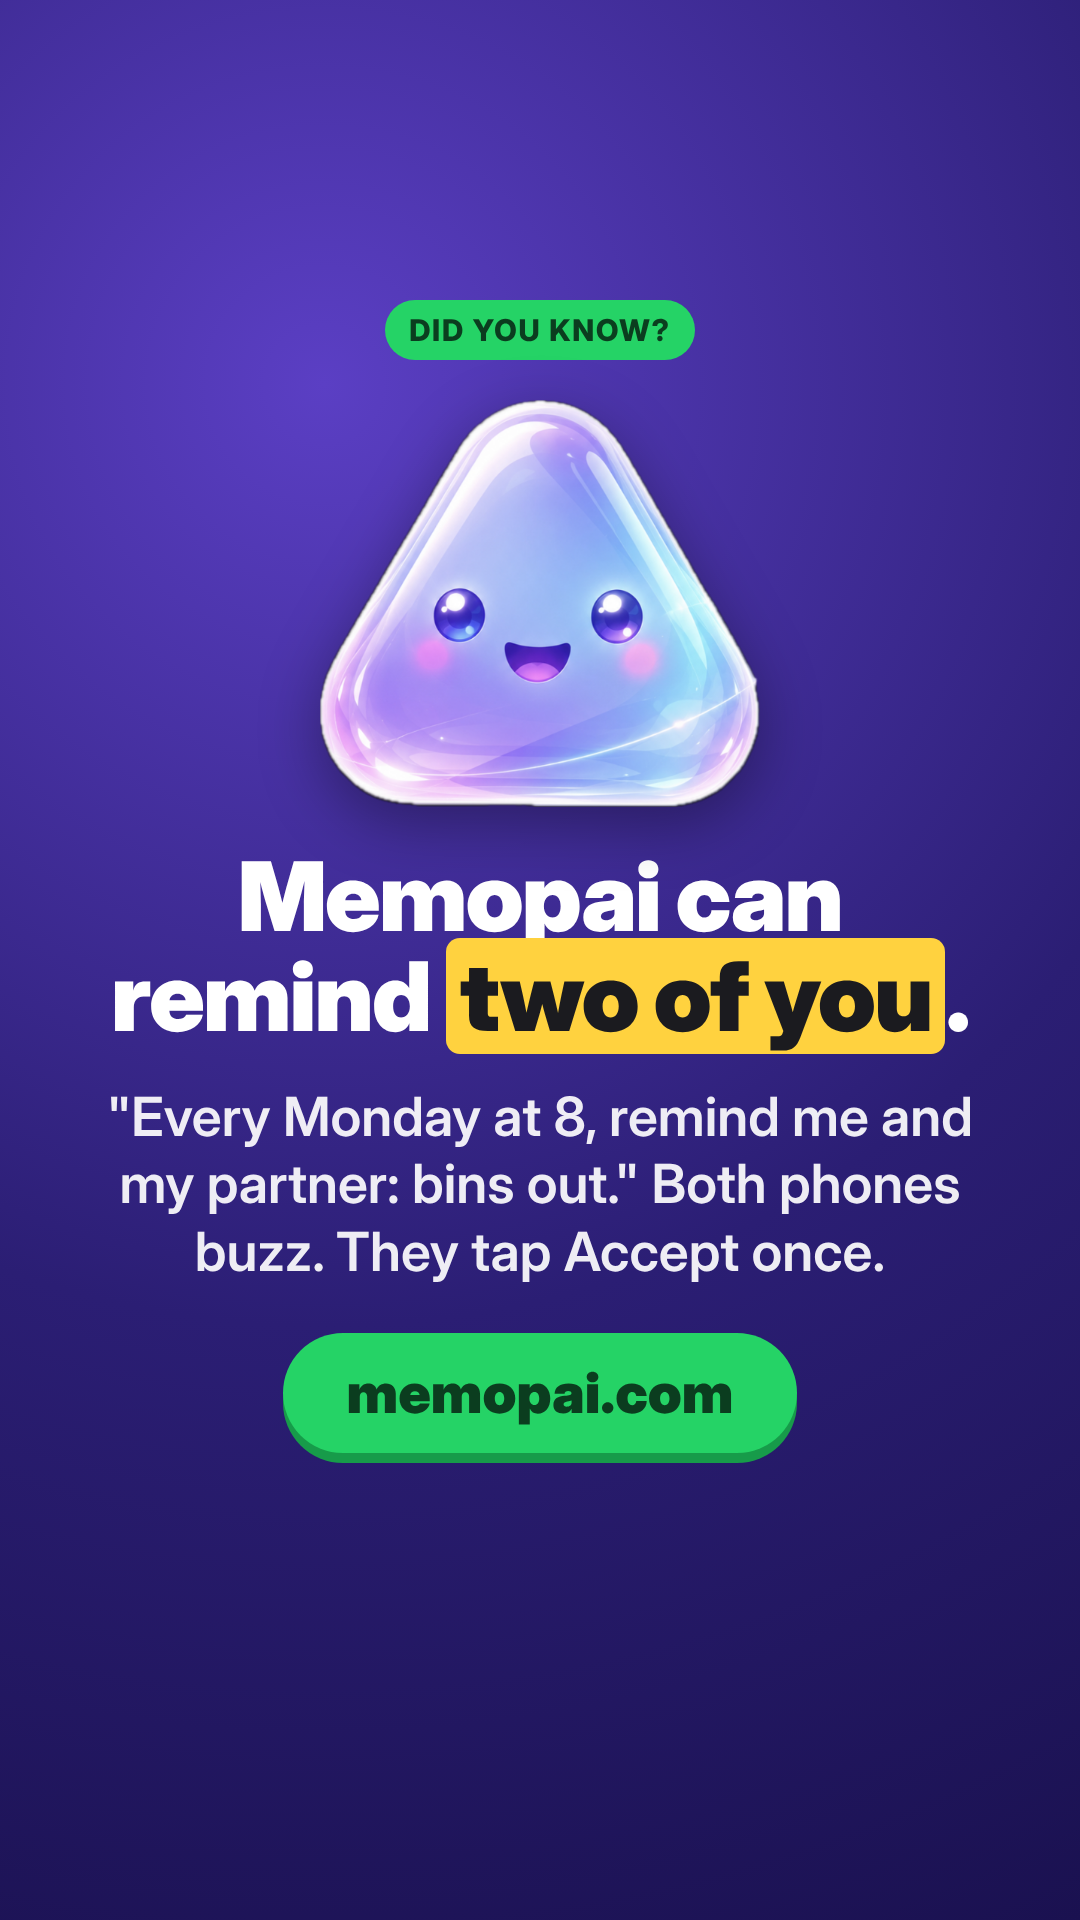 DID YOU KNOW?
Memopai can
remind two of you.
"Every Monday at 8, remind me and
my partner: bins out." Both phones
buzz. They tap Accept once.
memopai.com